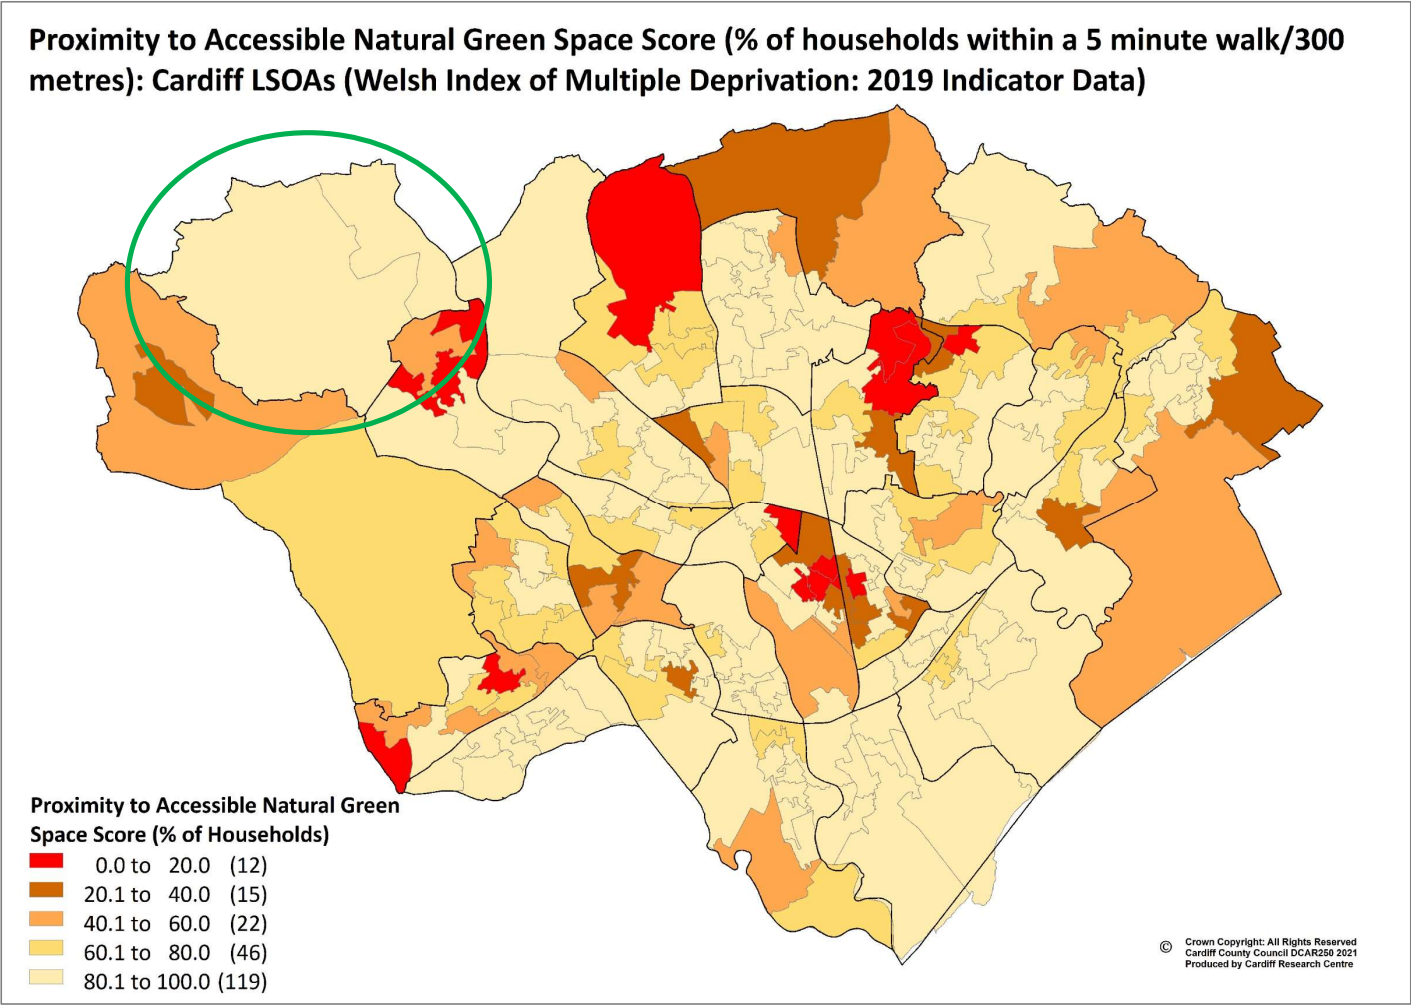 Proximity to Accessible Natural Green Space Score (% of households within a 5 minute walk/300
metres): Cardiff LSOAs (Welsh Index of Multiple Deprivation: 2019 Indicator Data)
Proximity to Accessible Natural Green
Space Score (% of Households)
0.0 to 20.0 (12)
20.1 to 40.0 (15)
40.1 to 60.0 (22)
60.1 to 80.0 (46)
80.1 to 100.0 (119)
© Crown Copyright: All Rights Reserved
Cardiff County Council DCAR250 2021
Produced by Cardiff Research Centre